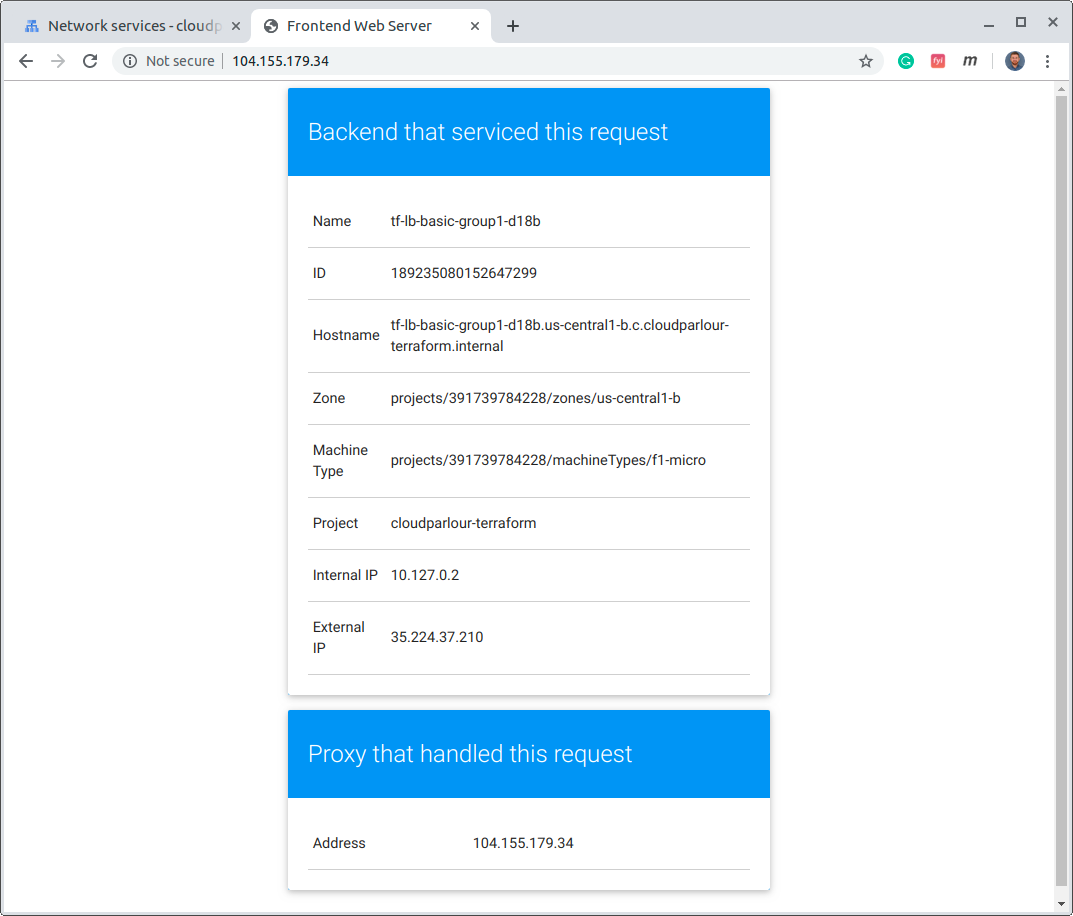 Network services - cloudp
Frontend Web Server
Not secure
104.155.179.34
fyi
m
Backend that serviced this request
Name tf-lb-basic-group1-d18b
ID 189235080152647299
Hostname tf-lb-basic-group1-d18b.us-central1-b.c.cloudparlour-
terraform.internal
Zone projects/391739784228/zones/us-central1-b
Machine
Type projects/391739784228/machineTypes/f1-micro
Project cloudparlour-terraform
Internal IP 10.127.0.2
External
IP 35.224.37.210
Proxy that handled this request
Address 104.155.179.34